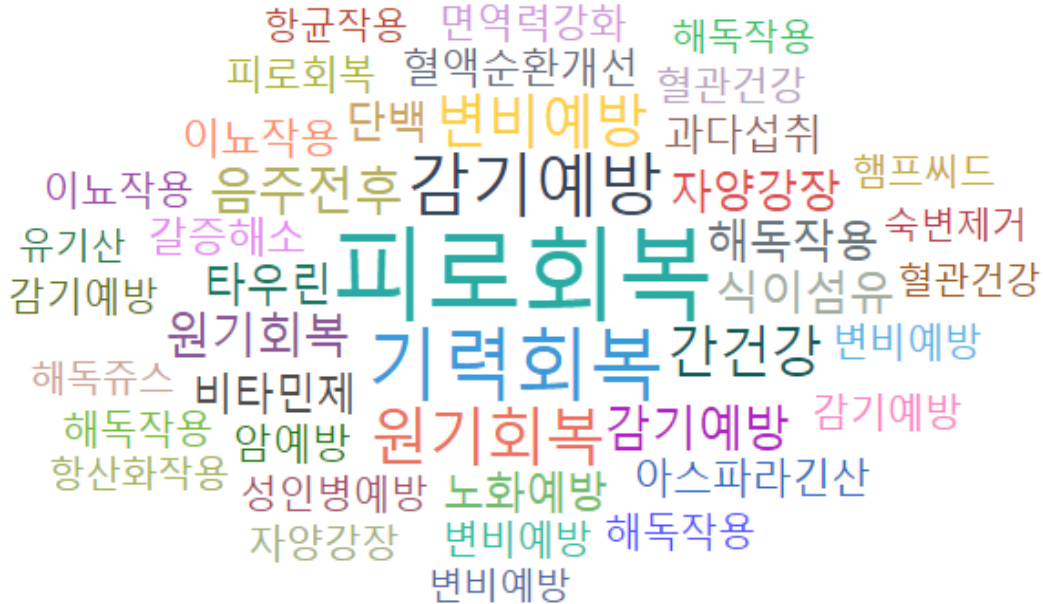 항균작용 면역력강화 해독작용
피로회복 혈액순환개선 혈관건강
이뇨작용 단백 변비예방 과다섭취
이뇨작용 음주전후 감기예방 자양강장 햄프씨드
유기산 갈증해소 해독작용 숙변제거
감기예방 타우린 피로회복 식이섬유 혈관건강
원기회복 기력회복 간건강 변비예방
해독쥬스 비타민제
해독작용 암예방 원기회복 감기예방 감기예방
항산화작용 성인병예방 노화예방 아스파라긴산
자양강장 변비예방 해독작용
변비예방